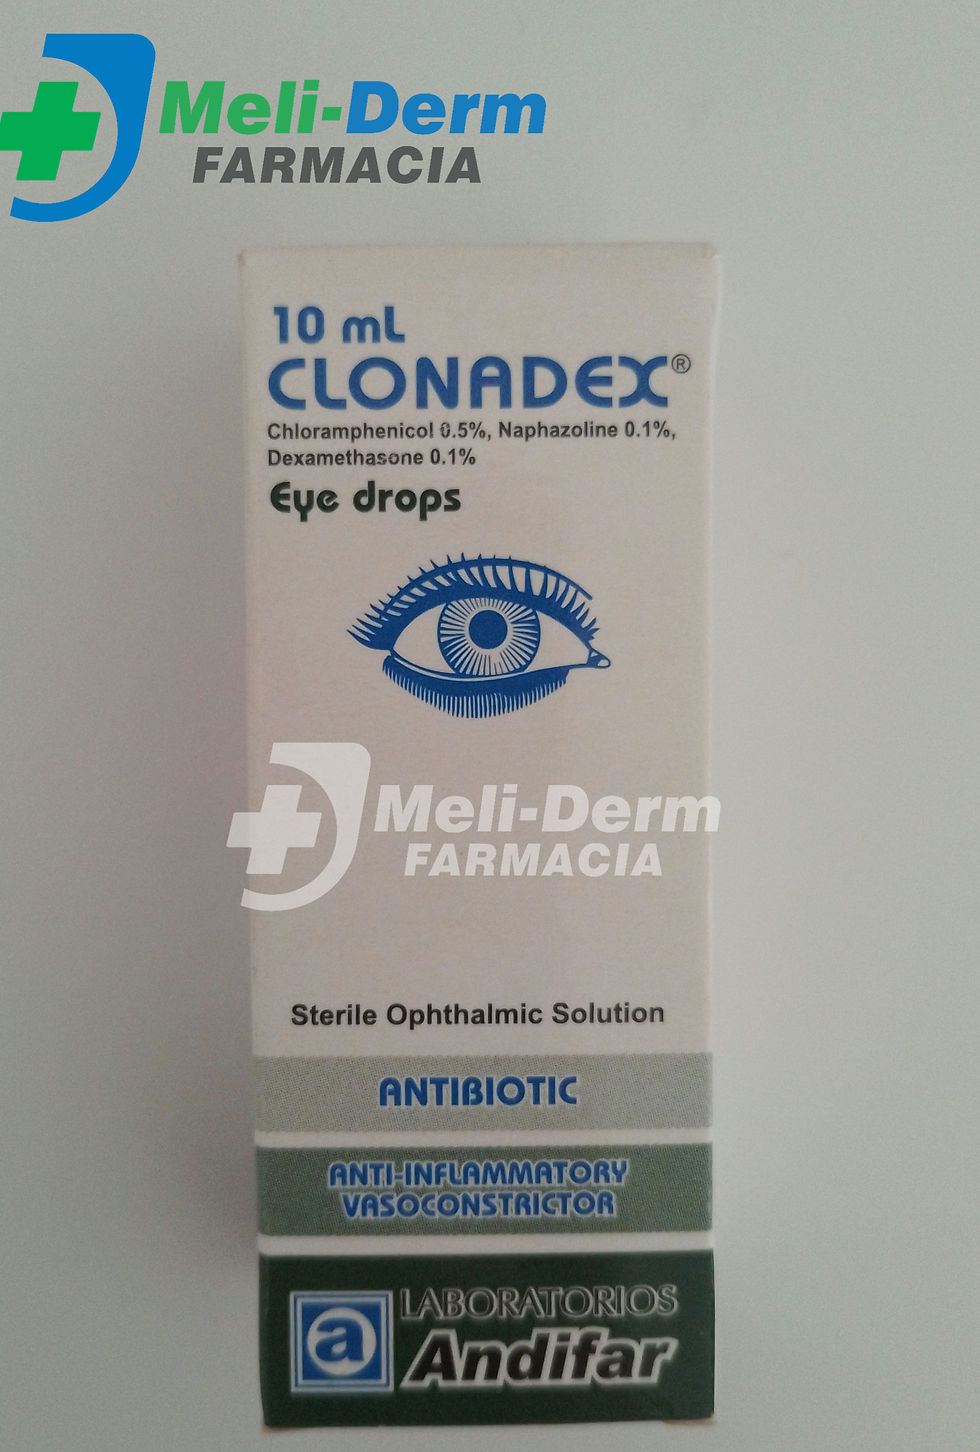 Meli-Derm
FARMACIA
10 mL
CLONADEX®
Chloramphenicol 0.5%, Naphazoline 0.1%,
Dexamethasone 0.1%
Eye drops
Meli-Derm
FARMACIA
Sterile Ophthalmic Solution
ANTIBIOTIC
ANTI-INFLAMMATORY
VASOCONSTRICTOR
a LABORATORIOS
Andifar